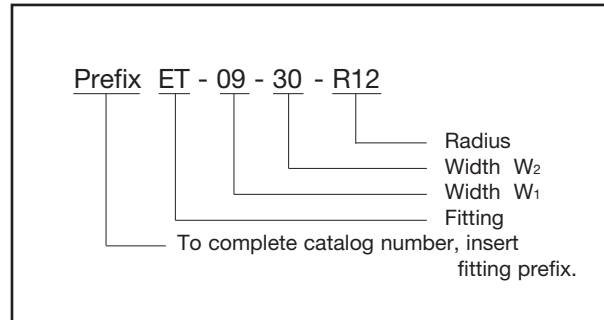 Prefix ET - 09 - 30 - R12
Radius
Width W2
Width W1
Fitting
To complete catalog number, insert
fitting prefix.